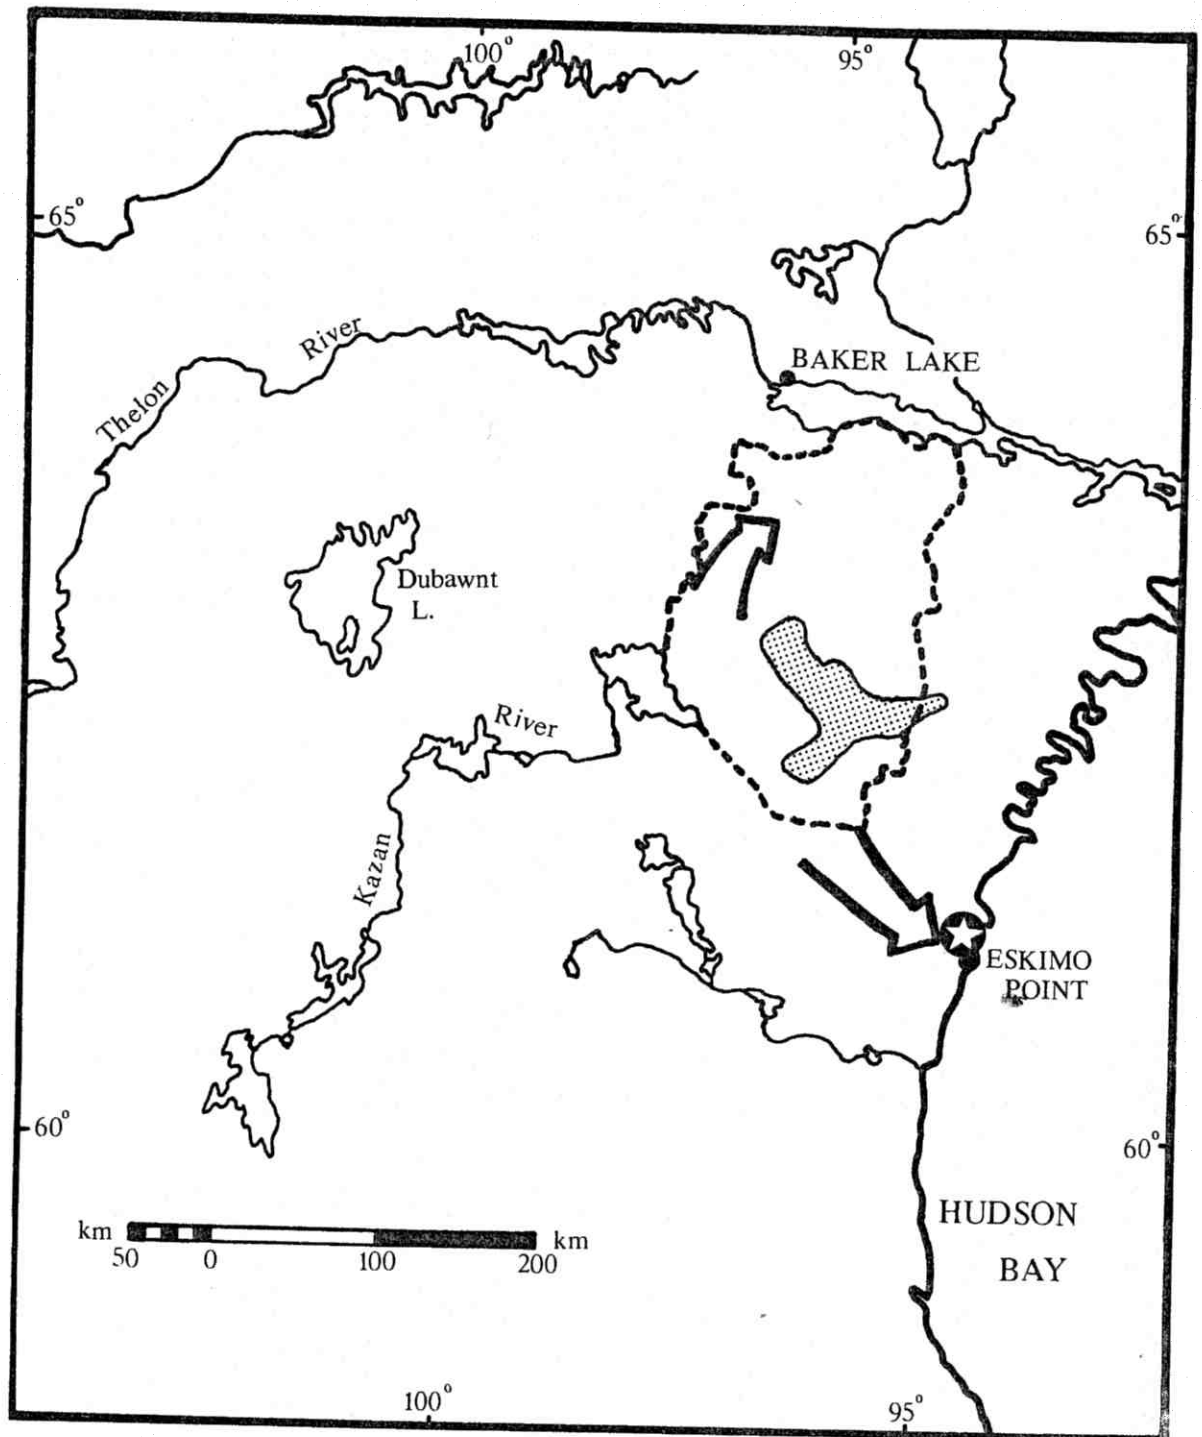 100°
95°
65°
65°
Thelon
River
BAKER LAKE
Dubawnt
L.
River
Kazan
ESKIMO
POINT
60°
60°
HUDSON
BAY
km
km
50 0 100 200
100°
95°